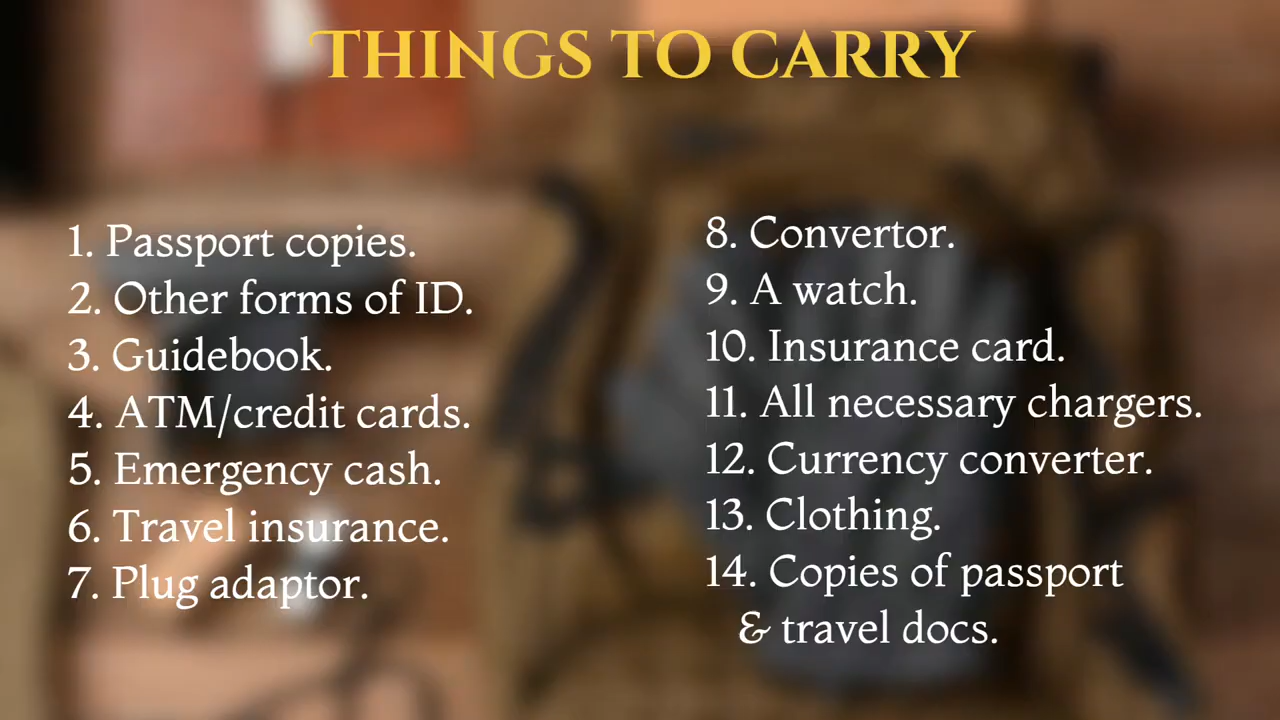 THINGS TO CARRY
1. Passport copies.
2. Other forms of ID.
3. Guidebook.
4. ATM/credit cards.
5. Emergency cash.
6. Travel insurance.
7. Plug adaptor.
8. Convertor.
9. A watch.
10. Insurance card.
11. All necessary chargers.
12. Currency converter.
13. Clothing.
14. Copies of passport
& travel docs.